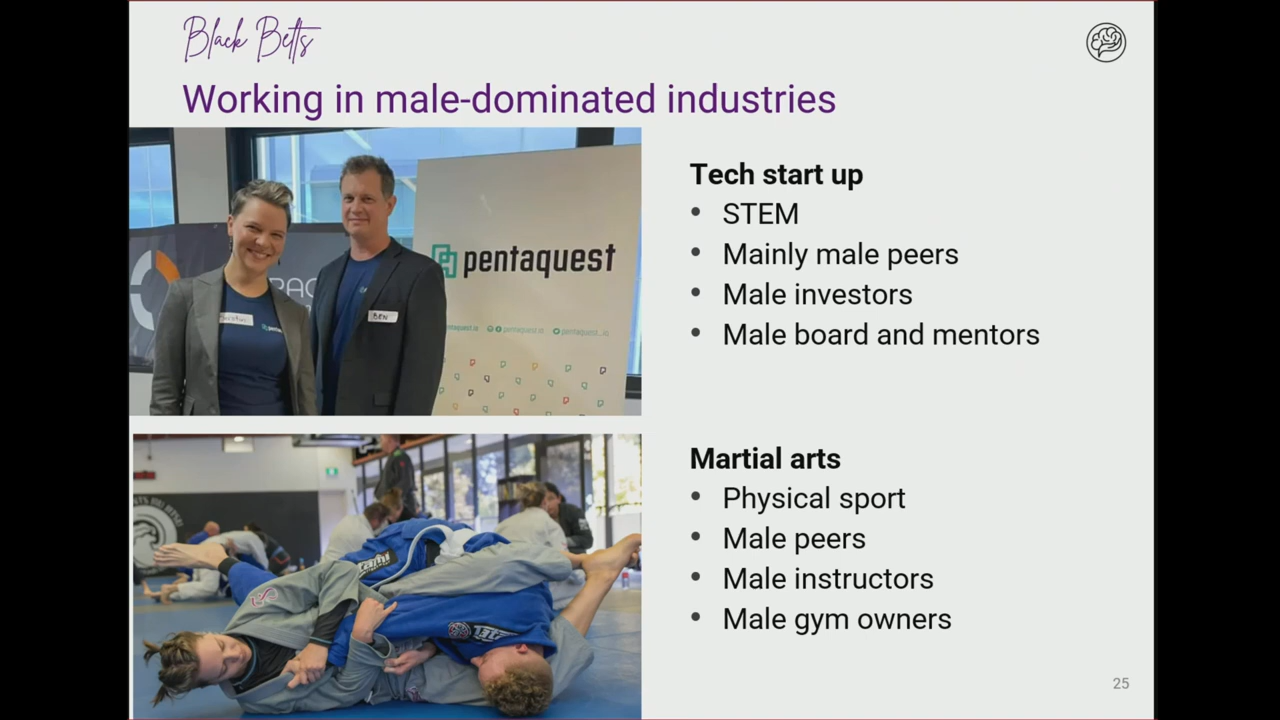 Black Belts
Working in male-dominated industries
Tech start up
• STEM
• Mainly male peers
• Male investors
• Male board and mentors
pentaquest
BEN
Martial arts
• Physical sport
• Male peers
• Male instructors
• Male gym owners
25